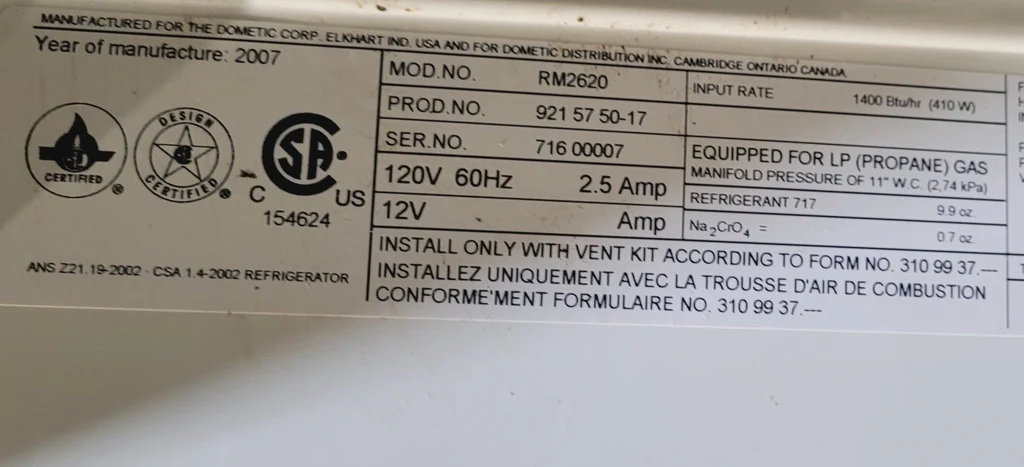 MANUFACTURED FOR THE DOMETIC CORP. ELKHART IND. USA AND FOR DOMETIC DISTRIBUTION INC. CAMBRIDGE ONTARIO CANADA
Year of manufacture: 2007
CERTIFIED ®
DESIGN
CERTIFIED ®
C SA US
154624
ANS Z21.19-2002 · CSA 1.4-2002 REFRIGERATOR
MOD.NO. RM2620
PROD.NO. 921 57 50-17
SER.NO. 716 00007
120V 60Hz 2.5 Amp
12V Amp
INPUT RATE 1400 Btu/hr (410 W)
-
EQUIPPED FOR LP (PROPANE) GAS
MANIFOLD PRESSURE OF 11" W.C. (2,74 kPa)
REFRIGERANT 717 9.9 oz.
Na2CrO4 = 0.7 oz.
INSTALL ONLY WITH VENT KIT ACCORDING TO FORM NO. 310 99 37.---
INSTALLEZ UNIQUEMENT AVEC LA TROUSSE D'AIR DE COMBUSTION
CONFORME'MENT FORMULAIRE NO. 310 99 37.---